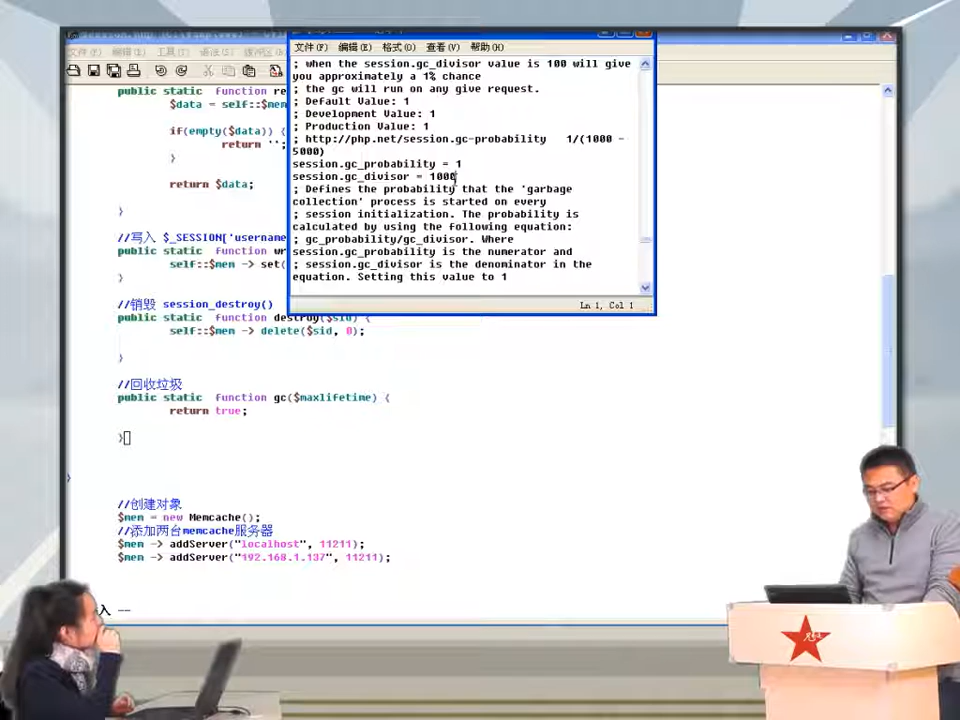 文件(F) 编辑(E) 格式(O) 查看(V) 帮助(H)
; when the session.gc_divisor value is 100 will give
you approximately a 1% chance
; the gc will run on any give request.
; Default Value: 1
; Development Value: 1
; Production Value: 1
; http://php.net/session.gc-probability 1/(1000 -
5000)
session.gc_probability = 1
session.gc_divisor = 1000
; Defines the probability that the 'garbage
collection' process is started on every
; session initialization. The probability is
calculated by using the following equation:
; gc_probability/gc_divisor. Where
session.gc_probability is the numerator and
; session.gc_divisor is the denominator in the
equation. Setting this value to 1
Ln 1, Col 1
public static function re
$data = self::$mem
if(empty($data)) {
return '';
}
return $data;
}
//写入 $_SESSION['username
public static function wr
self::$mem -> set(
}
//销毁 session_destroy()
public static function destroy($sid) {
self::$mem -> delete($sid, 0);
}
//回收垃圾
public static function gc($maxlifetime) {
return true;
}
}
//创建对象
$mem = new Memcache();
//添加两台memcache服务器
$mem -> addServer("localhost", 11211);
$mem -> addServer("192.168.1.137", 11211);
入 --